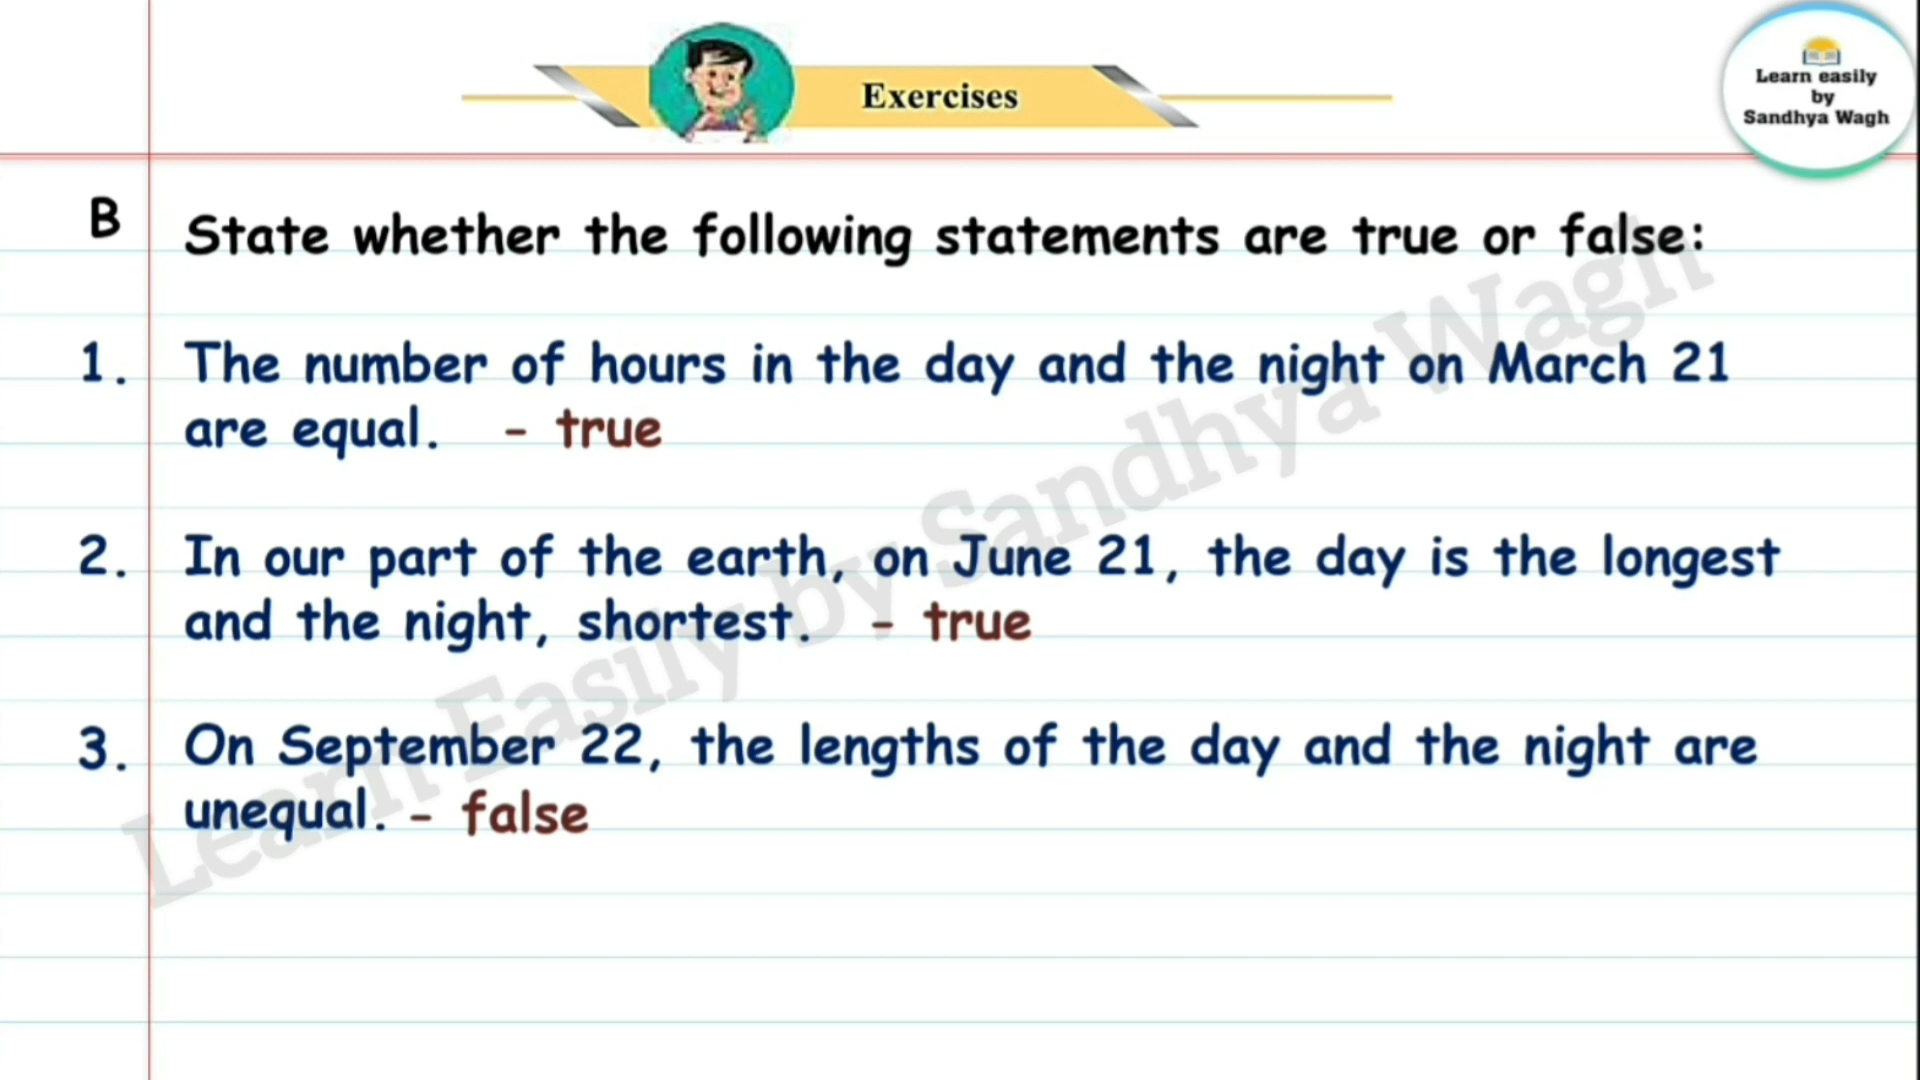 Exercises
Learn easily
by
Sandhya Wagh
B State whether the following statements are true or false:
1. The number of hours in the day and the night on March 21
are equal. - true
2. In our part of the earth, on June 21, the day is the longest
and the night, shortest. - true
3. On September 22, the lengths of the day and the night are
unequal. - false
Learn Easily by Sandhya Wagh